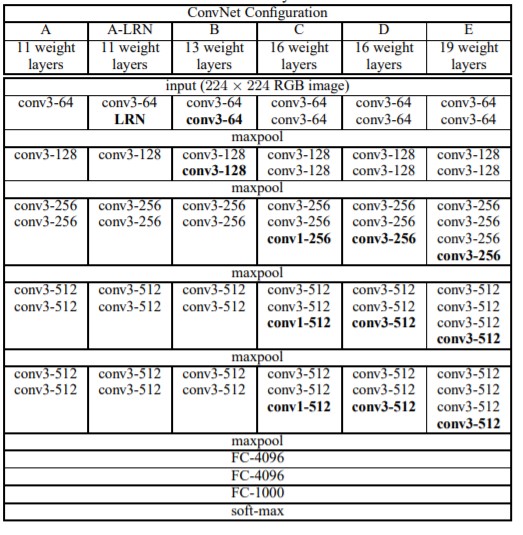 ConvNet Configuration
A A-LRN B C D E
11 weight 11 weight 13 weight 16 weight 16 weight 19 weight
layers layers layers layers layers layers
input (224 × 224 RGB image)
conv3-64 conv3-64 conv3-64 conv3-64 conv3-64 conv3-64
LRN conv3-64 conv3-64 conv3-64 conv3-64
maxpool
conv3-128 conv3-128 conv3-128 conv3-128 conv3-128 conv3-128
conv3-128 conv3-128 conv3-128 conv3-128
maxpool
conv3-256 conv3-256 conv3-256 conv3-256 conv3-256 conv3-256
conv3-256 conv3-256 conv3-256 conv3-256 conv3-256 conv3-256
conv1-256 conv3-256 conv3-256
conv3-256
maxpool
conv3-512 conv3-512 conv3-512 conv3-512 conv3-512 conv3-512
conv3-512 conv3-512 conv3-512 conv3-512 conv3-512 conv3-512
conv1-512 conv3-512 conv3-512
conv3-512
maxpool
conv3-512 conv3-512 conv3-512 conv3-512 conv3-512 conv3-512
conv3-512 conv3-512 conv3-512 conv3-512 conv3-512 conv3-512
conv1-512 conv3-512 conv3-512
conv3-512
maxpool
FC-4096
FC-4096
FC-1000
soft-max